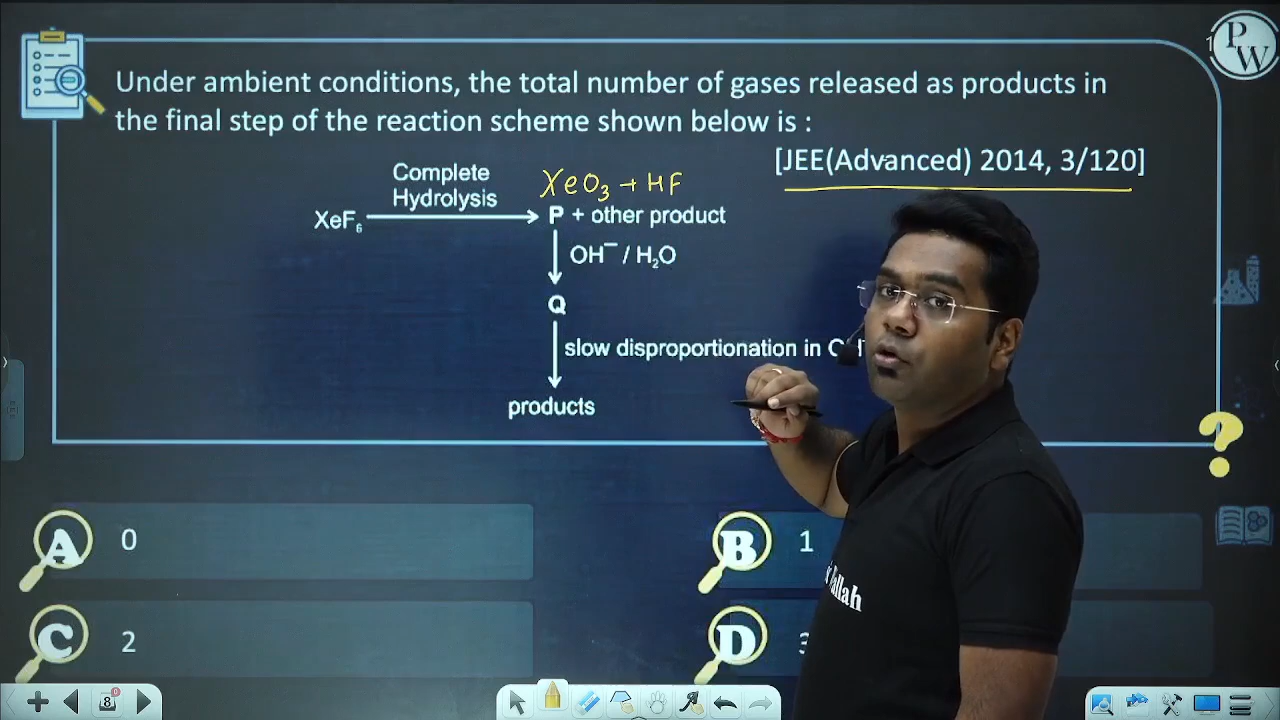 PW
Under ambient conditions, the total number of gases released as products in
the final step of the reaction scheme shown below is :
[JEE(Advanced) 2014, 3/120]
Complete
Hydrolysis
XeO₃ + HF
XeF₆
P + other product
OH⁻ / H₂O
Q
slow disproportionation in
products
A 0
B 1
C 2
D
8